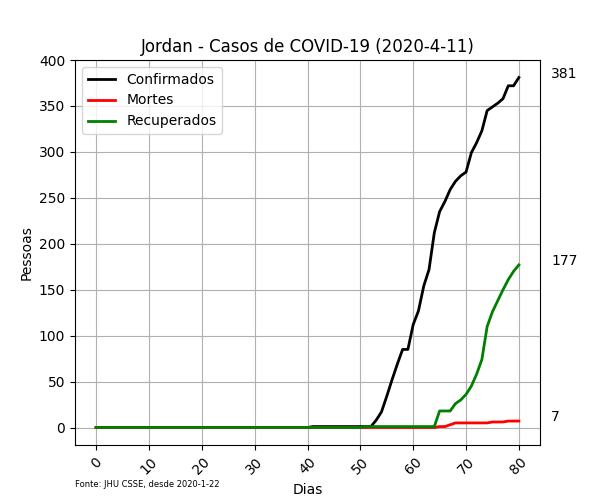 Jordan - Casos de COVID-19 (2020-4-11)
Confirmados
Mortes
Recuperados
Pessoas
400
350
300
250
200
150
100
50
0
381
177
7
0 10 20 30 40 50 60 70 80
Dias
Fonte: JHU CSSE, desde 2020-1-22